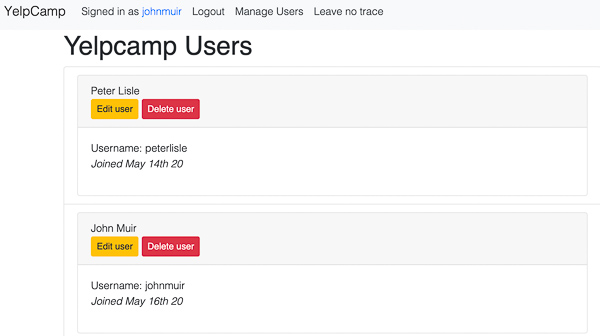 YelpCamp Signed in as johnmuir Logout Manage Users Leave no trace
Yelpcamp Users
Peter Lisle
Edit user Delete user
Username: peterlisle
Joined May 14th 20
John Muir
Edit user Delete user
Username: johnmuir
Joined May 16th 20